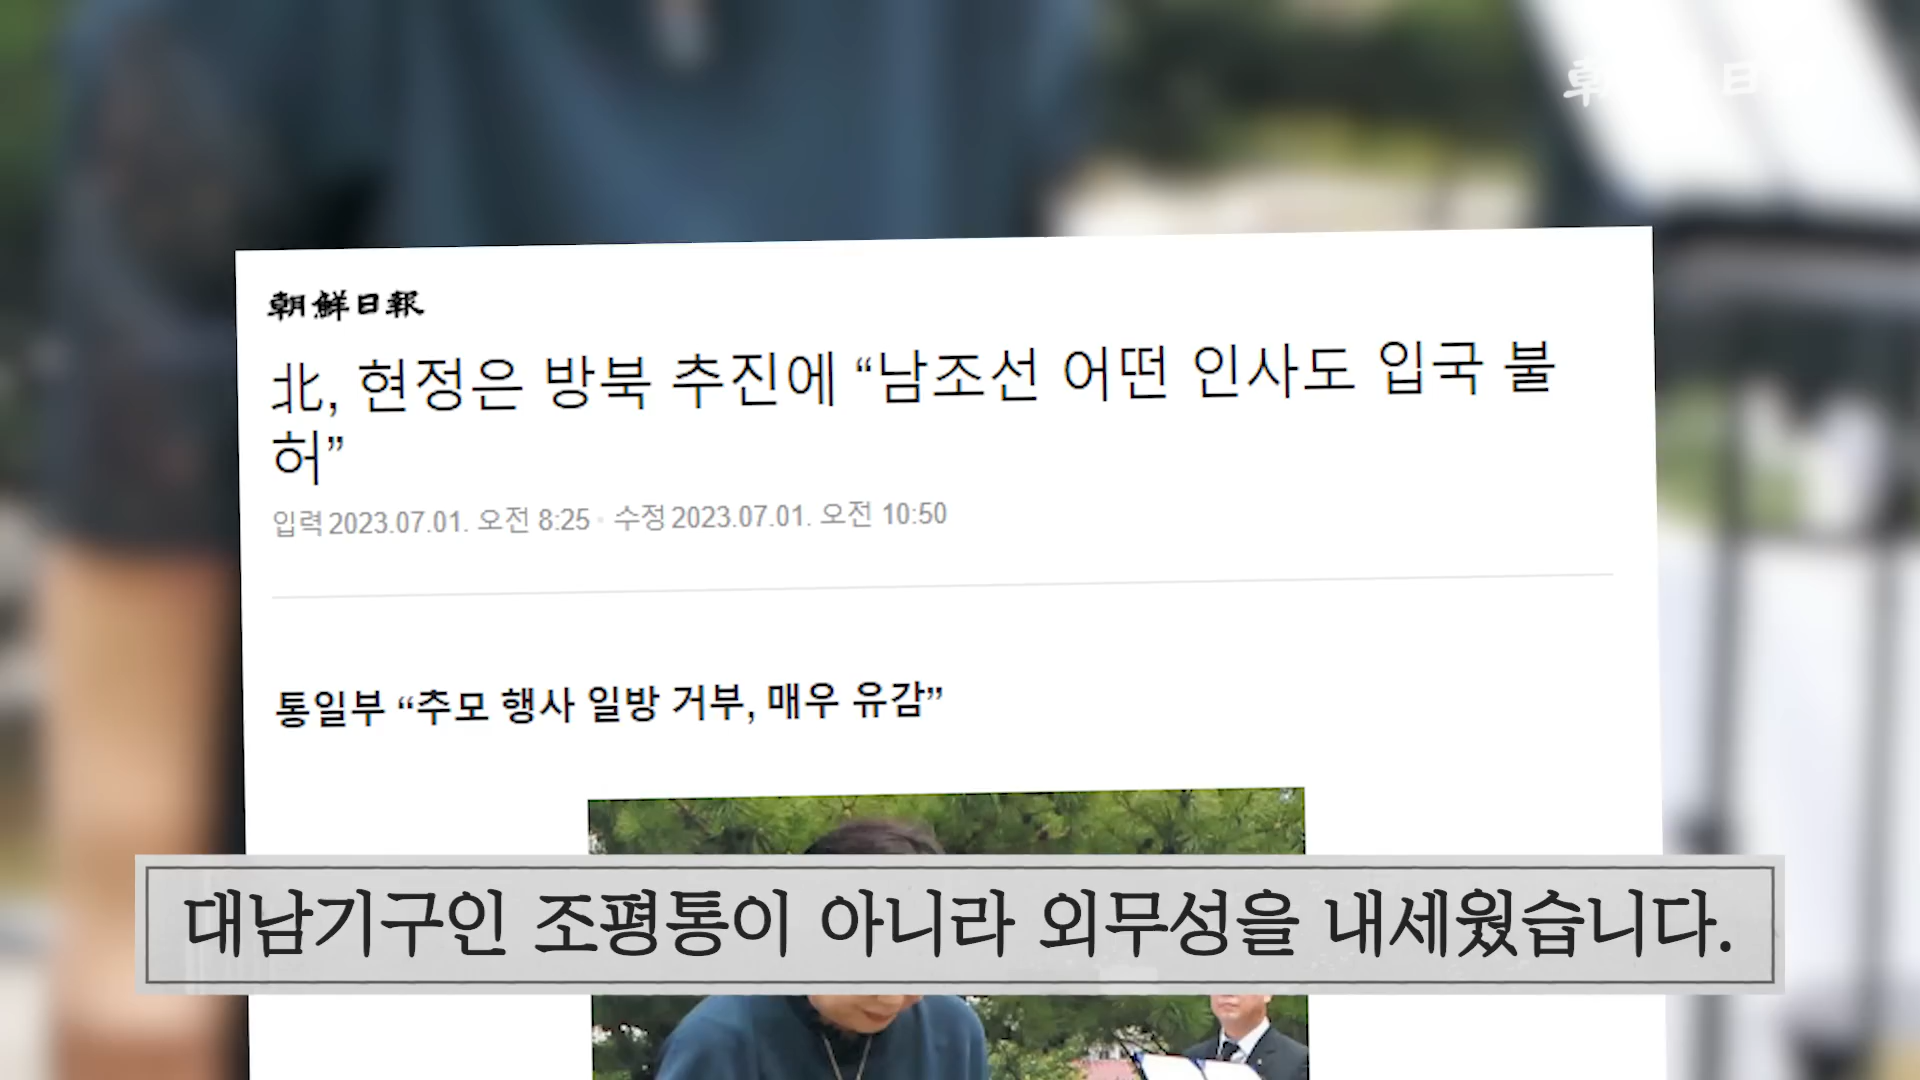 朝 日
朝鮮日報
北, 현정은 방북 추진에 “남조선 어떤 인사도 입국 불
허”
입력 2023.07.01. 오전 8:25 · 수정 2023.07.01. 오전 10:50
통일부 “추모 행사 일방 거부, 매우 유감”
대남기구인 조평통이 아니라 외무성을 내세웠습니다.